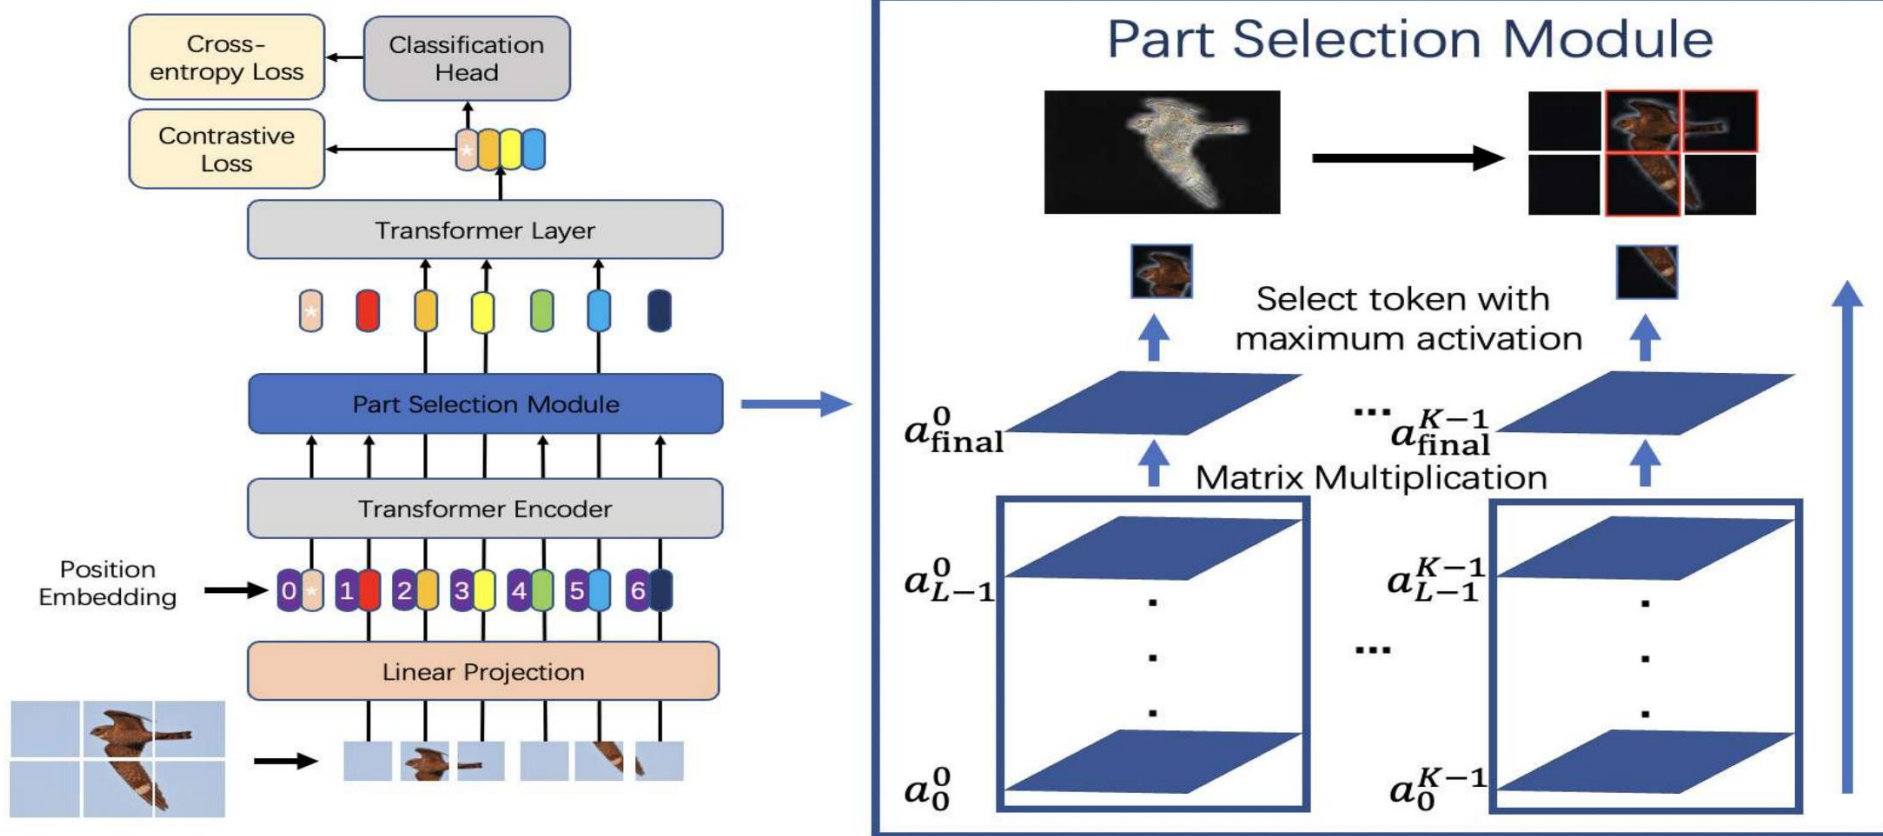 Cross-
entropy Loss
Classification
Head
Contrastive
Loss
*
Transformer Layer
*
Part Selection Module
Transformer Encoder
Position
Embedding
0 * 1 2 3 4 5 6
Linear Projection
Part Selection Module
Select token with
maximum activation
a^0_final
...
a^{K-1}_final
Matrix Multiplication
a^0_{L-1}
a^{K-1}_{L-1}
...
a^0_0
a^{K-1}_0